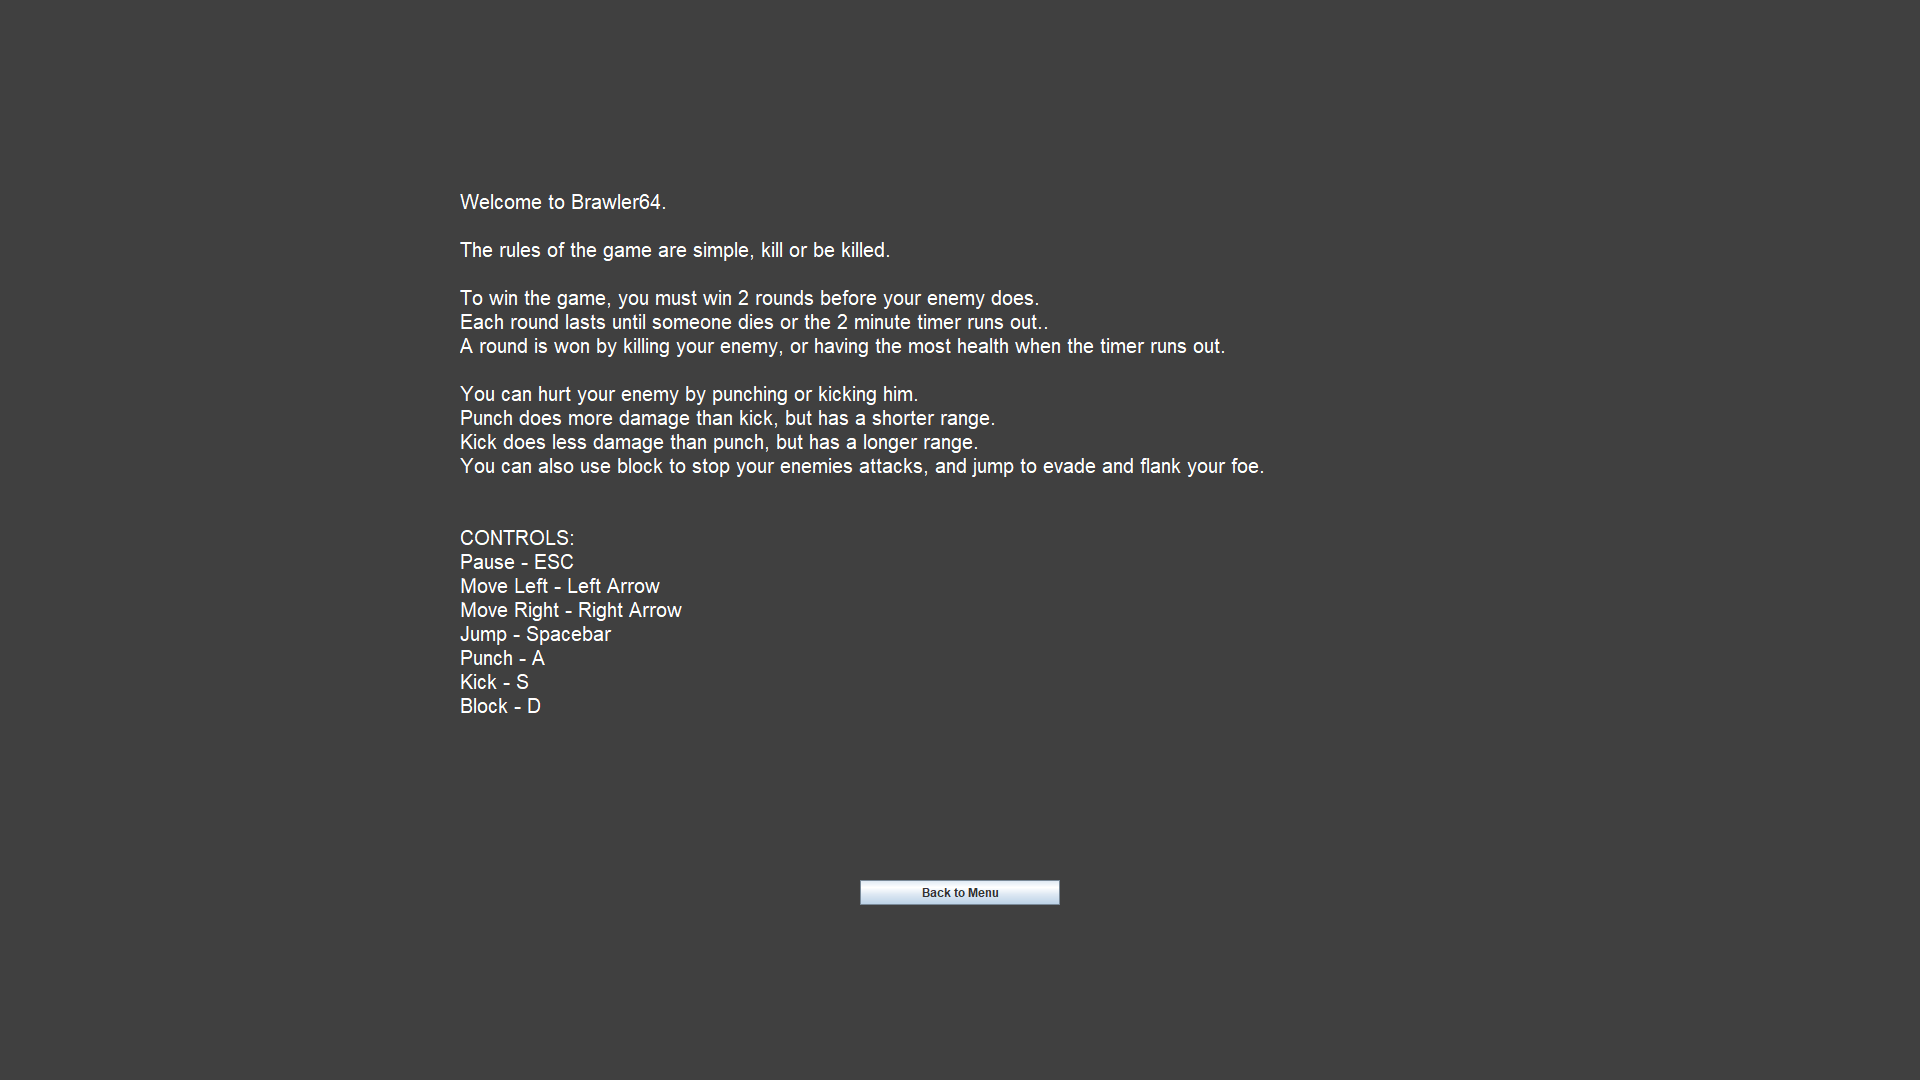 Welcome to Brawler64.
The rules of the game are simple, kill or be killed.
To win the game, you must win 2 rounds before your enemy does.
Each round lasts until someone dies or the 2 minute timer runs out..
A round is won by killing your enemy, or having the most health when the timer runs out.
You can hurt your enemy by punching or kicking him.
Punch does more damage than kick, but has a shorter range.
Kick does less damage than punch, but has a longer range.
You can also use block to stop your enemies attacks, and jump to evade and flank your foe.
CONTROLS:
Pause - ESC
Move Left - Left Arrow
Move Right - Right Arrow
Jump - Spacebar
Punch - A
Kick - S
Block - D
Back to Menu